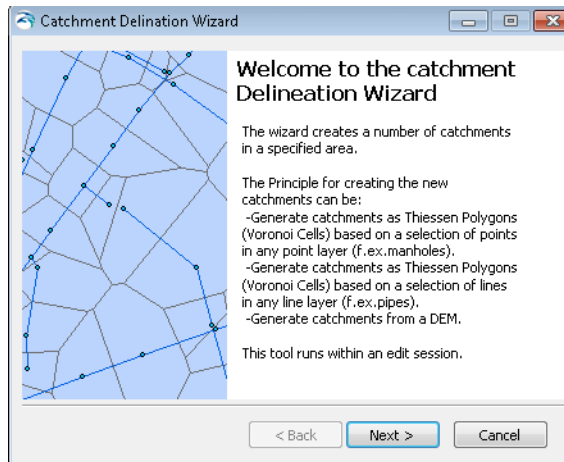 Catchment Delination Wizard
Welcome to the catchment
Delineation Wizard
The wizard creates a number of catchments
in a specified area.
The Principle for creating the new
catchments can be:
-Generate catchments as Thiessen Polygons
(Voronoi Cells) based on a selection of points
in any point layer (f.ex.manholes).
-Generate catchments as Thiessen Polygons
(Voronoi Cells) based on a selection of lines
in any line layer (f.ex.pipes).
-Generate catchments from a DEM.
This tool runs within an edit session.
< Back
Next >
Cancel